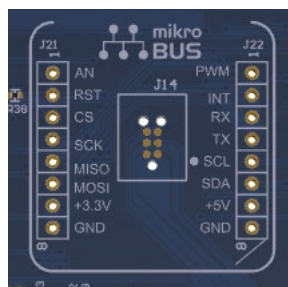 mikro
BUS
J21
J22
1
1
AN
PWM
RST
INT
J14
CS
RX
SCK
TX
MISO
SCL
MOSI
SDA
+3.3V
+5V
GND
GND
8
8
R38